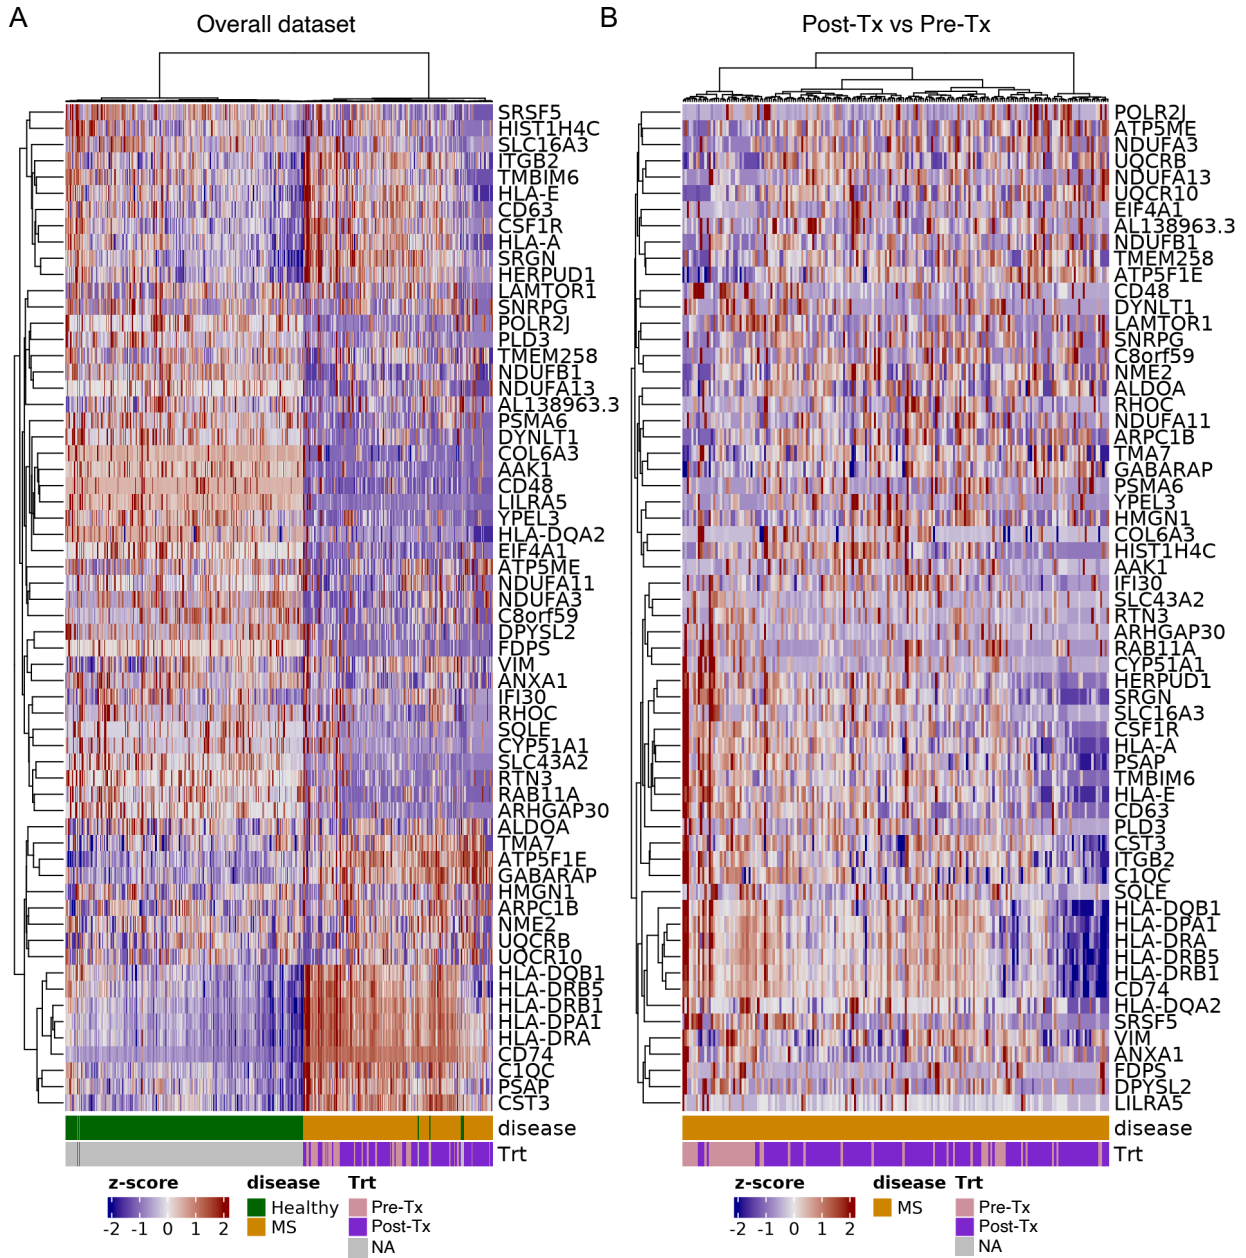 A
Overall dataset
SRSF5
HIST1H4C
SLC16A3
ITGB2
TMBIM6
HLA-E
CD63
CSF1R
HLA-A
SRGN
HERPUD1
LAMTOR1
SNRPG
POLR2J
PLD3
TMEM258
NDUFB1
NDUFA13
AL138963.3
PSMA6
DYNLT1
COL6A3
AAK1
CD48
LILRA5
YPEL3
HLA-DQA2
EIF4A1
ATP5ME
NDUFA11
NDUFA3
C8orf59
DPYSL2
FDPS
VIM
ANXA1
IFI30
RHOC
SQLE
CYP51A1
SLC43A2
RTN3
RAB11A
ARHGAP30
ALDOA
TMA7
ATP5F1E
GABARAP
HMGN1
ARPC1B
NME2
UQCRB
UQCR10
HLA-DQB1
HLA-DRB5
HLA-DRB1
HLA-DPA1
HLA-DRA
CD74
C1QC
PSAP
CST3
disease
Trt
z-score
-2 -1 0 1 2
disease
Healthy
MS
Trt
Pre-Tx
Post-Tx
NA
B
Post-Tx vs Pre-Tx
POLR2J
ATP5ME
NDUFA3
UQCRB
NDUFA13
UQCR10
EIF4A1
AL138963.3
NDUFB1
TMEM258
ATP5F1E
CD48
DYNLT1
LAMTOR1
SNRPG
C8orf59
NME2
ALDOA
RHOC
NDUFA11
ARPC1B
TMA7
GABARAP
PSMA6
YPEL3
HMGN1
COL6A3
HIST1H4C
AAK1
IFI30
SLC43A2
RTN3
ARHGAP30
RAB11A
CYP51A1
HERPUD1
SRGN
SLC16A3
CSF1R
HLA-A
PSAP
TMBIM6
HLA-E
CD63
PLD3
CST3
ITGB2
C1QC
SQLE
HLA-DQB1
HLA-DPA1
HLA-DRA
HLA-DRB5
HLA-DRB1
CD74
HLA-DQA2
SRSF5
VIM
ANXA1
FDPS
DPYSL2
LILRA5
disease
Trt
z-score
-2 -1 0 1 2
disease
MS
Trt
Pre-Tx
Post-Tx
NA